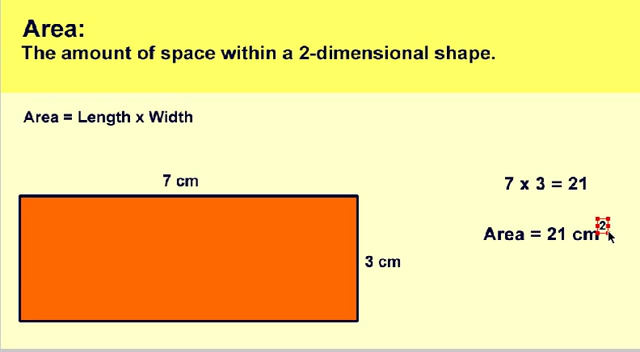 Area:
The amount of space within a 2-dimensional shape.
Area = Length x Width
7 cm
7 x 3 = 21
Area = 21 cm²
3 cm